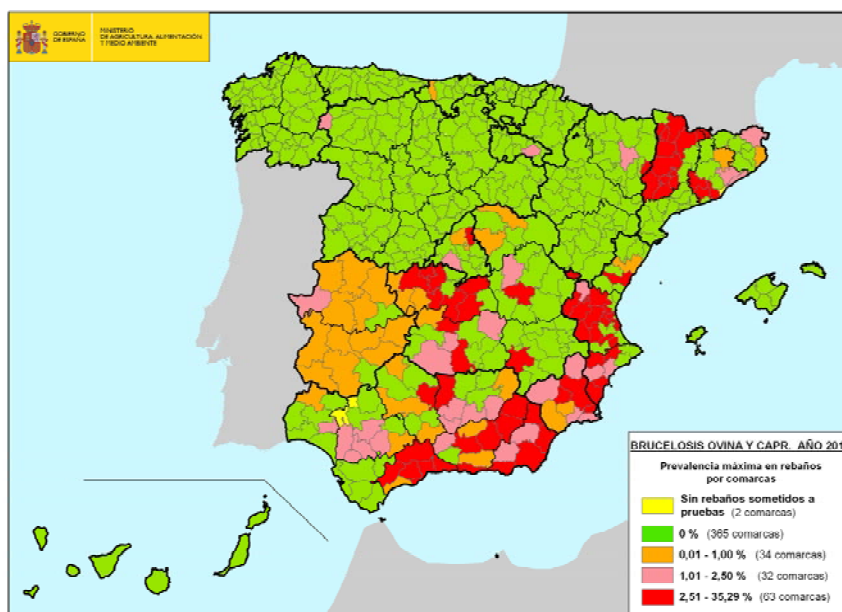 GOBIERNO
DE ESPAÑA
MINISTERIO
DE AGRICULTURA, ALIMENTACIÓN
Y MEDIO AMBIENTE
BRUCELOSIS OVINA Y CAPR. AÑO 201
Prevalencia máxima en rebaños
por comarcas
Sin rebaños sometidos a
pruebas (2 comarcas)
0 % (365 comarcas)
0,01 - 1,00 % (34 comarcas)
1,01 - 2,50 % (32 comarcas)
2,51 - 35,29 % (63 comarcas)